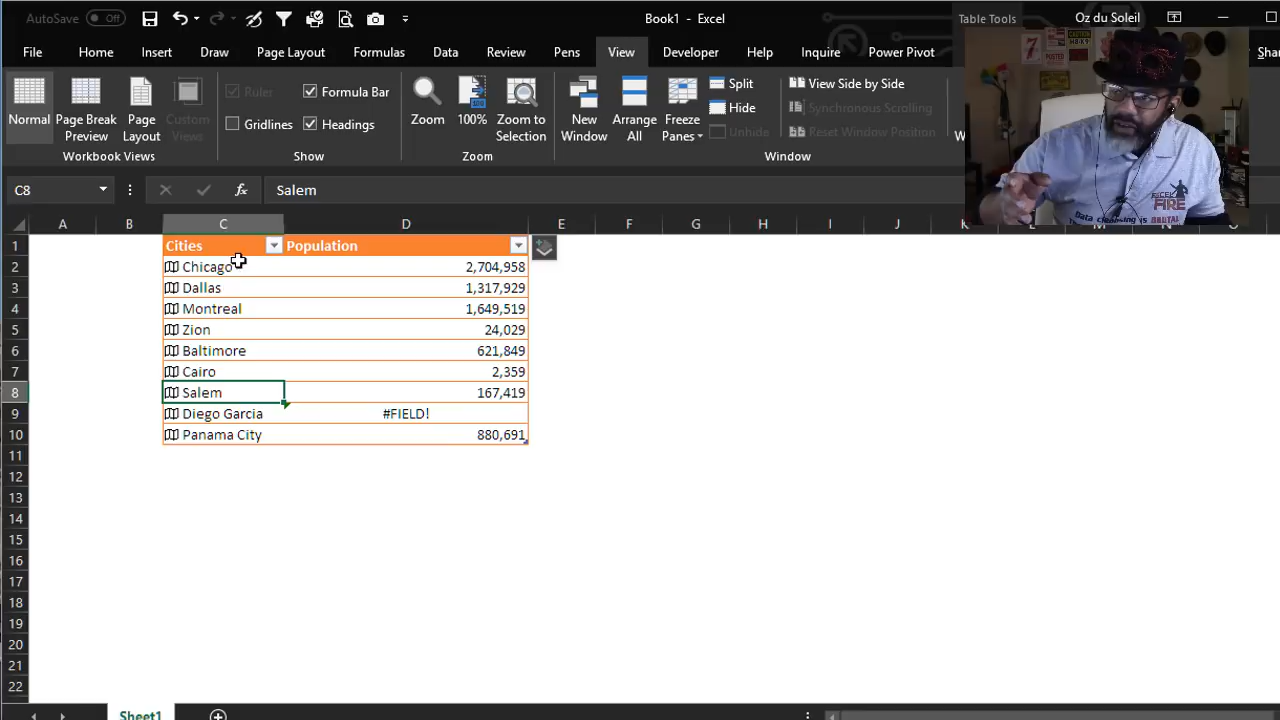 AutoSave Off
Book1 - Excel
Table Tools
Oz du Soleil
File Home Insert Draw Page Layout Formulas Data Review View Pens Developer Help Inquire Power Pivot
Normal
Page Break Preview
Page Layout
Custom Views
Workbook Views
Ruler
Formula Bar
Gridlines
Headings
Show
Zoom
100%
Zoom to Selection
Zoom
New Window
Arrange All
Freeze Panes
Split
Hide
Unhide
View Side by Side
Synchronous Scrolling
Reset Window Position
Window
EXCEL
FIRE
Data cleansing is BRUTAL
C8
fx
Salem
A B C D E F G H I J K L M N O
1 Cities Population
2 Chicago 2,704,958
3 Dallas 1,317,929
4 Montreal 1,649,519
5 Zion 24,029
6 Baltimore 621,849
7 Cairo 2,359
8 Salem 167,419
9 Diego Garcia #FIELD!
10 Panama City 880,691
11
12
13
14
15
16
17
18
19
20
21
22
Sheet1